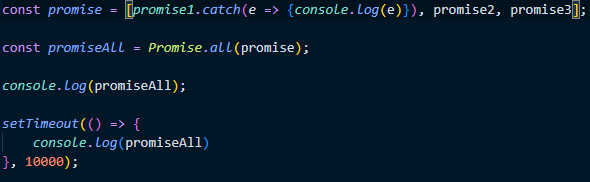 const promise = [promise1.catch(e => {console.log(e)}), promise2, promise3];
const promiseAll = Promise.all(promise);
console.log(promiseAll);
setTimeout(() => {
console.log(promiseAll)
}, 10000);